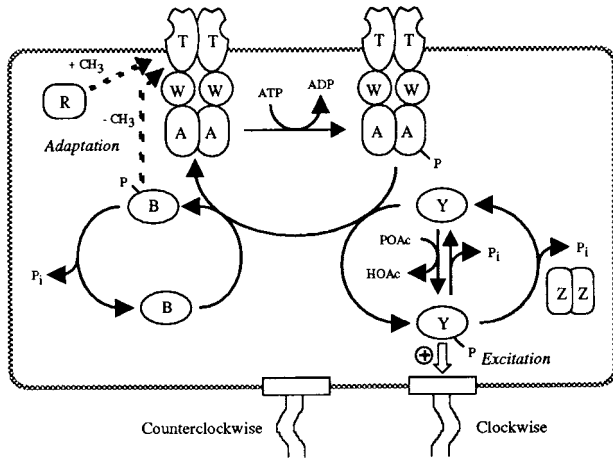 T T
T T
+ CH3
R
W W
ATP
ADP
W W
- CH3
A A
A A
Adaptation
P
P
B
Y
POAc
Pi
Pi
Pi
HOAc
Z Z
B
Y
P
+
Excitation
Counterclockwise
Clockwise